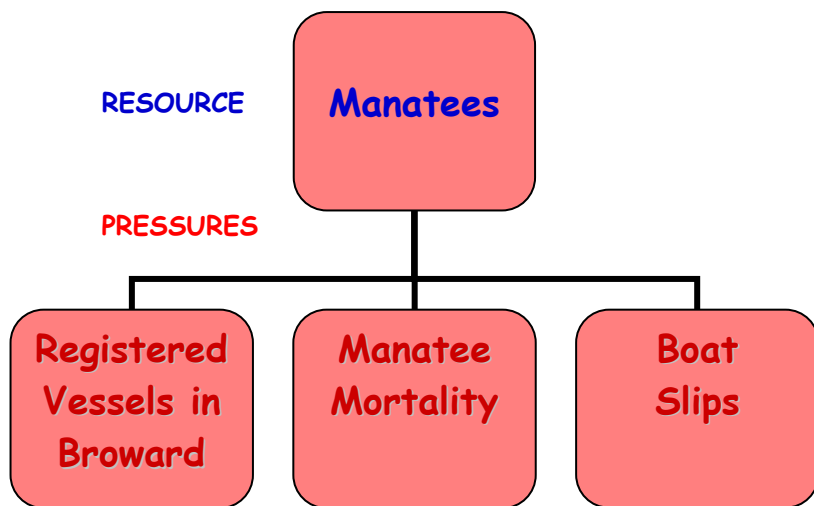 RESOURCE
Manatees
PRESSURES
Registered
Vessels in
Broward
Manatee
Mortality
Boat
Slips